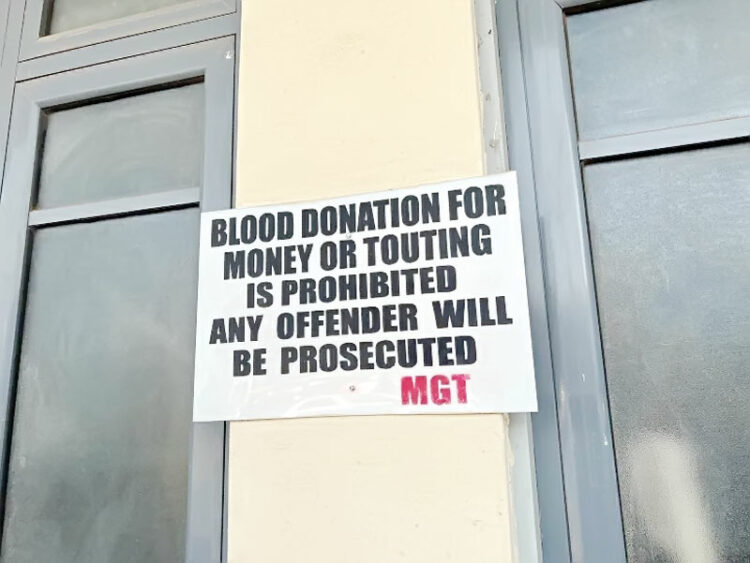 BLOOD DONATION FOR
MONEY OR TOUTING
IS PROHIBITED
ANY OFFENDER WILL
BE PROSECUTED
MGT